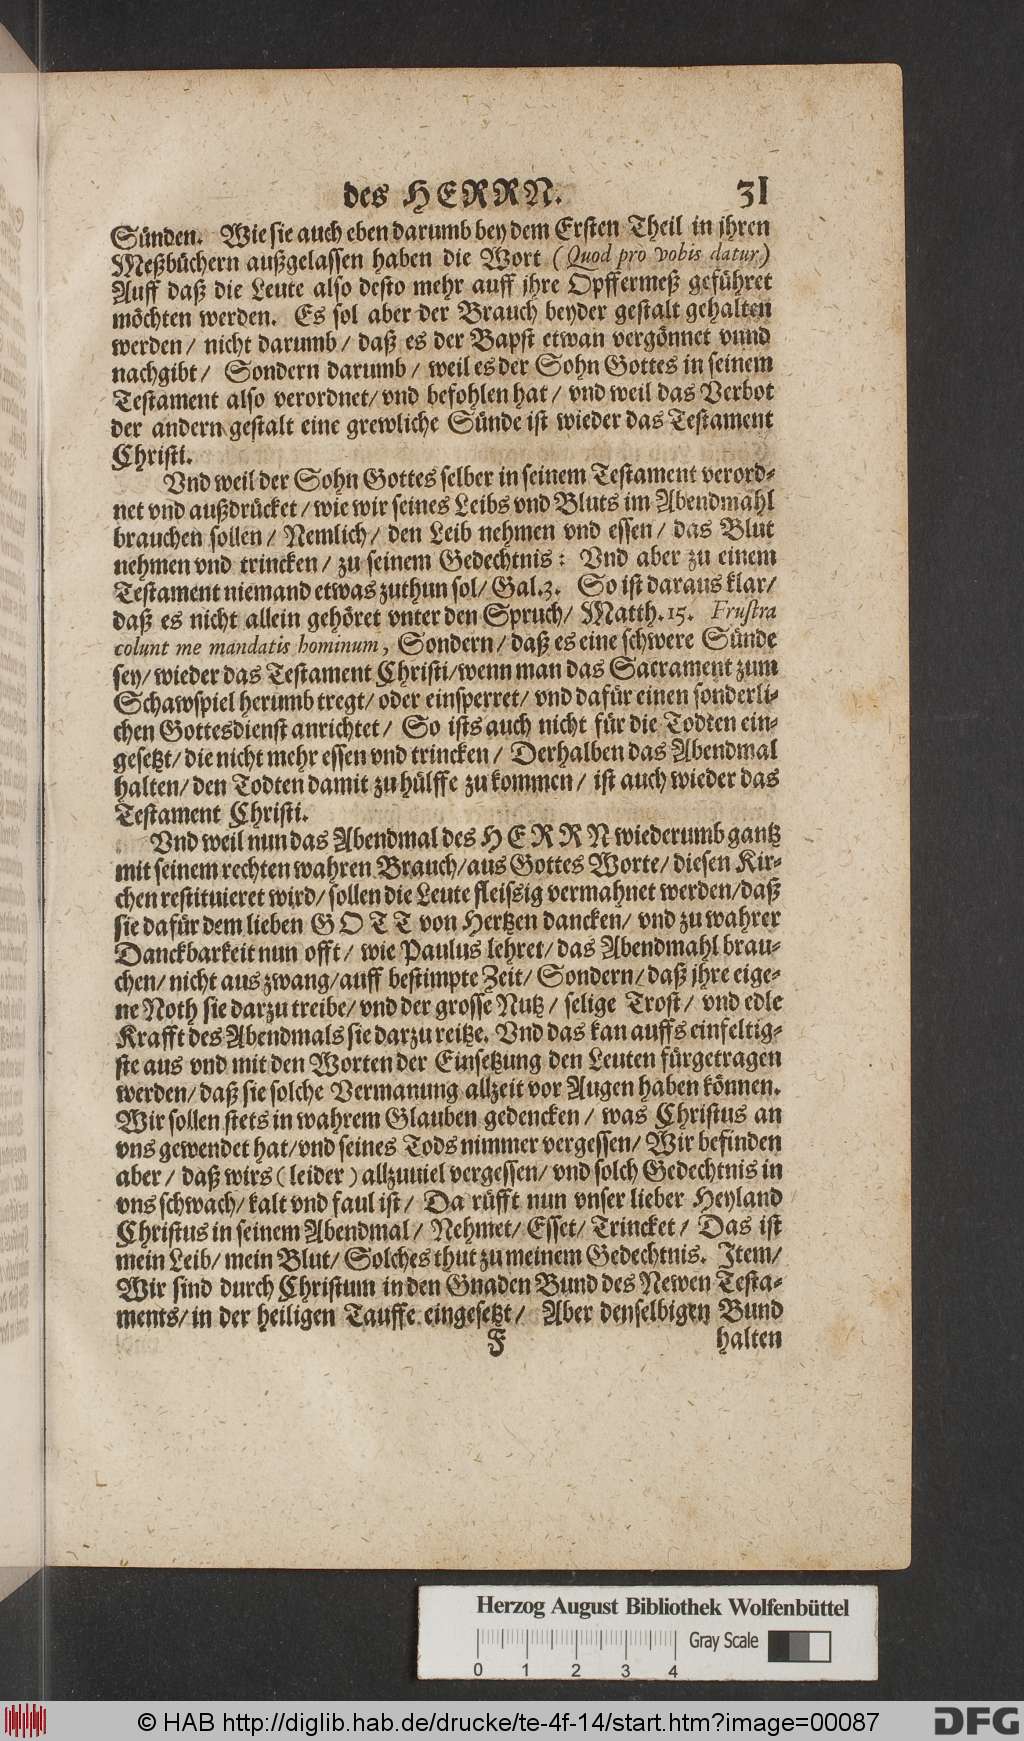 des HERRN. 31
Sünden. Wie sie auch eben darumb bey dem Ersten Theil in jhren
Meßbüchern außgelassen haben die Wort (Quod pro vobis datur)
Auff daß die Leute also desto mehr auff jhre Opffermeß geführet
möchten werden. Es sol aber der Brauch beyder gestalt gehalten
werden/ nicht darumb/ daß es der Bapst etwan vergönnet vnnd
nachgibt/ Sondern darumb/ weil es der Sohn Gottes in seinem
Testament also verordnet/ vnd befohlen hat/ vnd weil das Verbot
der andern gestalt eine grewliche Sünde ist wieder das Testament
Christi.
Vnd weil der Sohn Gottes selber in seinem Testament verord-
net vnd außdrücket/ wie wir seines Leibs vnd Bluts im Abendmahl
brauchen sollen/ Nemlich/ den Leib nehmen vnd essen/ das Blut
nehmen vnd trincken/ zu seinem Gedechtnis: Vnd aber zu einem
Testament niemand etwas zuthun sol/ Gal.3. So ist daraus klar/
daß es nicht allein gehöret vnter den Spruch/ Matth.15. Frustra
colunt me mandatis hominum, Sondern/ daß es eine schwere Sünde
sey/ wieder das Testament Christi/ wenn man das Sacrament zum
Schawspiel herumb tregt/ oder einsperret/ vnd dafür einen sonderli-
chen Gottesdienst anrichtet/ So ists auch nicht für die Todten ein-
gesetzt/ die nicht mehr essen vnd trincken/ Derhalben das Abendmal
halten/ den Todten damit zu hülffe zu kommen/ ist auch wieder das
Testament Christi.
Vnd weil nun das Abendmal des HERRN wiederumb gantz
mit seinem rechten wahren Brauch/ aus Gottes Worte/ diesen Kir-
chen restituieret wird/ sollen die Leute fleissig vermahnet werden/ daß
sie dafür dem lieben GOTT von Hertzen dancken/ vnd zu wahrer
Danckbarkeit nun offt/ wie Paulus lehret/ das Abendmahl brau-
chen/ nicht aus zwang/ auff bestimpte Zeit/ Sondern/ daß jhre eige-
ne Noth sie darzu treibe/ vnd der grosse Nutz/ selige Trost/ vnd edle
Krafft des Abendmals sie darzu reitze. Vnd das kan auffs einfeltig-
ste aus vnd mit den Worten der Einsetzung den Leuten fürgetragen
werden/ daß sie solche Vermanung allzeit vor Augen haben können.
Wir sollen stets in wahrem Glauben gedencken/ was Christus an
vns gewendet hat/ vnd seines Tods nimmer vergessen/ Wir befinden
aber/ daß wirs (leider) allzuuiel vergessen/ vnd solch Gedechtnis in
vns schwach/ kalt vnd faul ist/ Da rüfft nun vnser lieber Heyland
Christus in seinem Abendmal/ Nehmet/ Esset/ Trincket/ Das ist
mein Leib/ mein Blut/ Solches thut zu meinem Gedechtnis. Item/
Wir sind durch Christum in den Gnaden Bund des Newen Testa-
ments/ in der heiligen Tauffe eingesetzt/ Aber denselbigen Bund
F halten
Herzog August Bibliothek Wolfenbüttel
Gray Scale
0 1 2 3 4
© HAB http://diglib.hab.de/drucke/te-4f-14/start.htm?image=00087
DFG